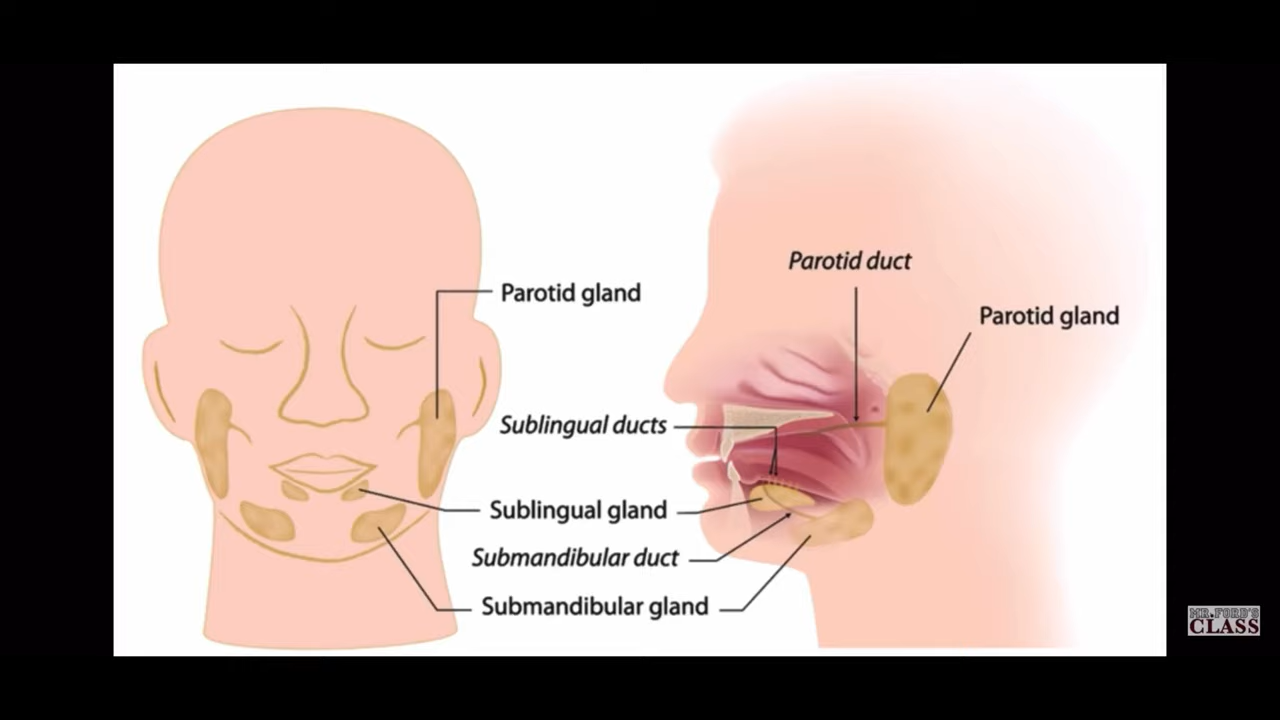 Parotid duct
Parotid gland
Parotid gland
Sublingual ducts
Sublingual gland
Submandibular duct
Submandibular gland
MR. FORD'S
CLASS